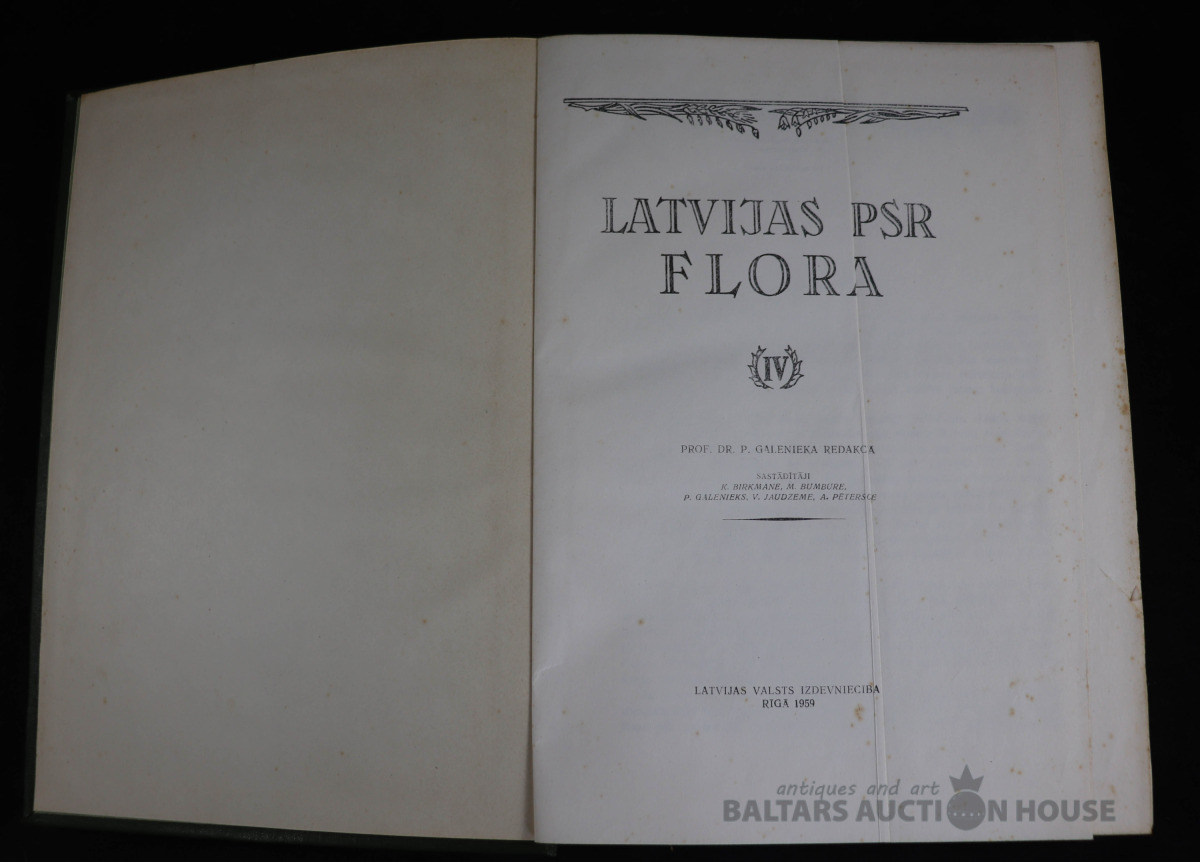 LATVIJAS PSR
FLORA
IV
PROF. DR. P. GALENIEKA REDAKCĀ
SASTĀDĪTĀJI
K. BIRKMANE, M. BUMBURE,
P. GALENIEKS, V. JAUDZEME, A. PĒTERSONE
LATVIJAS VALSTS IZDEVNIECĪBA
RĪGĀ 1959
antiques and art
BALTARS AUCTION HOUSE